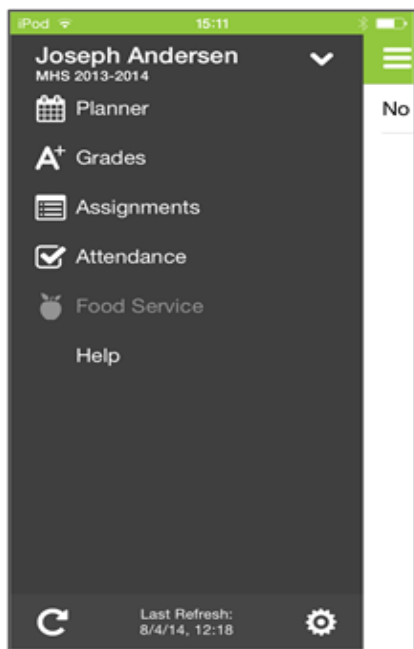 iPod 15:11
Joseph Andersen
MHS 2013-2014
No
Planner
A+ Grades
Assignments
Attendance
Food Service
Help
Last Refresh:
8/4/14, 12:18